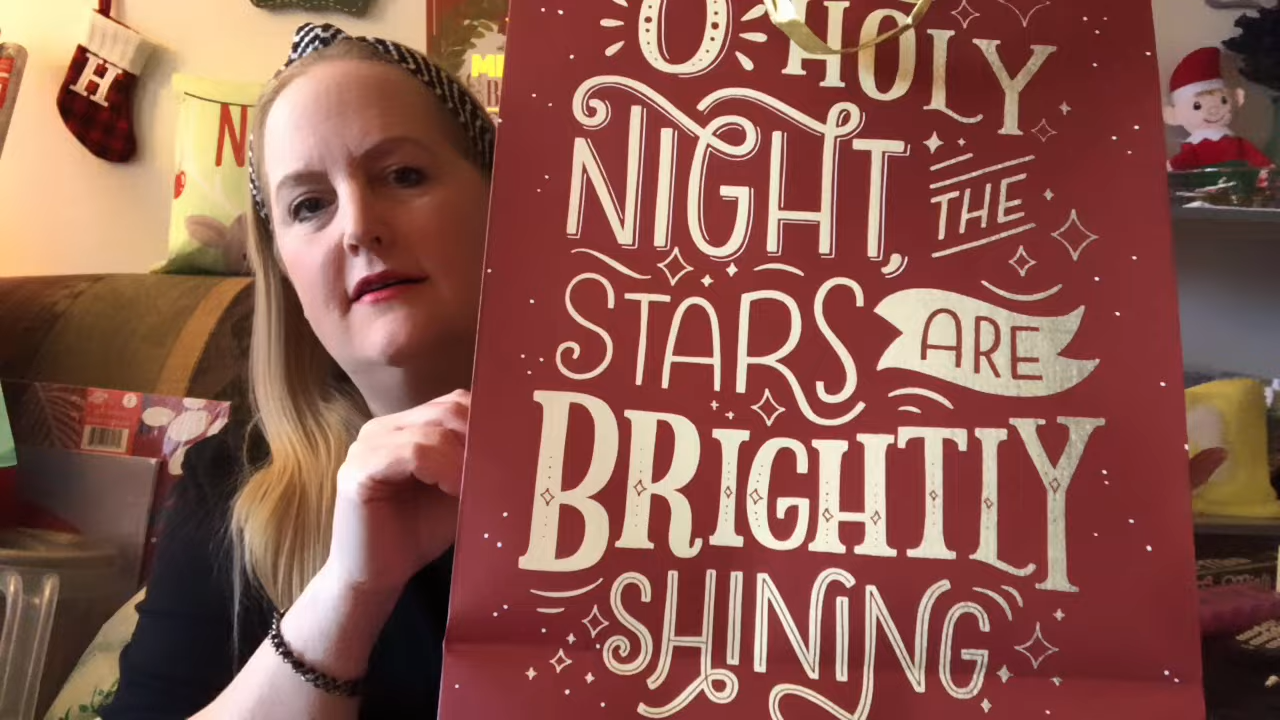 O HOLY
NIGHT, THE
STARS ARE
BRIGHTLY
SHINING
H
N